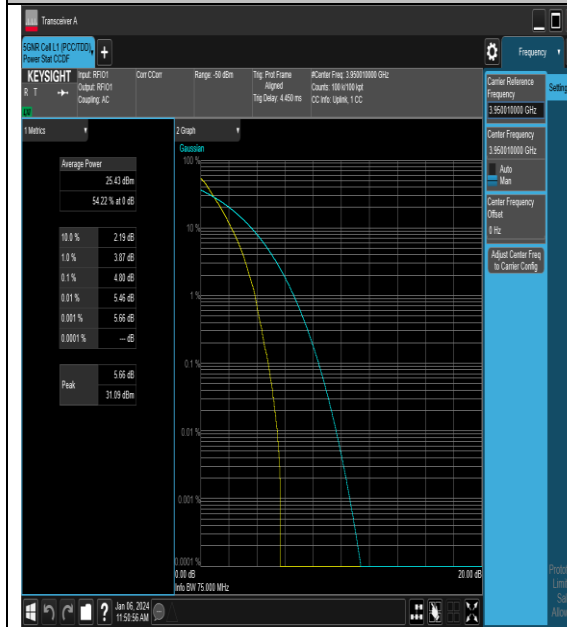 Transceiver A
5GNR Cell L1 (PCC/TDD),
Power Stat CCDF
Frequency
KEYSIGHT
R T
Input: RFIO1
Output: RFIO1
Coupling: AC
Corr CCorr
Range: -50 dBm
Trig: Prot Frame
Aligned
Trig Delay: 4.450 ms
#Center Freq: 3.950010000 GHz
Counts: 100 k/100 kpt
CC Info: Uplink, 1 CC
Carrier Reference
Frequency
3.950010000 GHz
Setting
Center Frequency
3.950010000 GHz
Auto
Man
Center Frequency
Offset
0 Hz
Adjust Center Freq
to Carrier Config
1 Metrics
Average Power
25.43 dBm
54.22 % at 0 dB
10.0 % 2.19 dB
1.0 % 3.87 dB
0.1 % 4.80 dB
0.01 % 5.46 dB
0.001 % 5.66 dB
0.0001 % --- dB
Peak
5.66 dB
31.09 dBm
2 Graph
Gaussian
100 %
10 %
1 %
0.1 %
0.01 %
0.001 %
0.0001 %
0.00 dB
20.00 dB
Info BW 75.000 MHz
Jan 06, 2024
11:50:56 AM